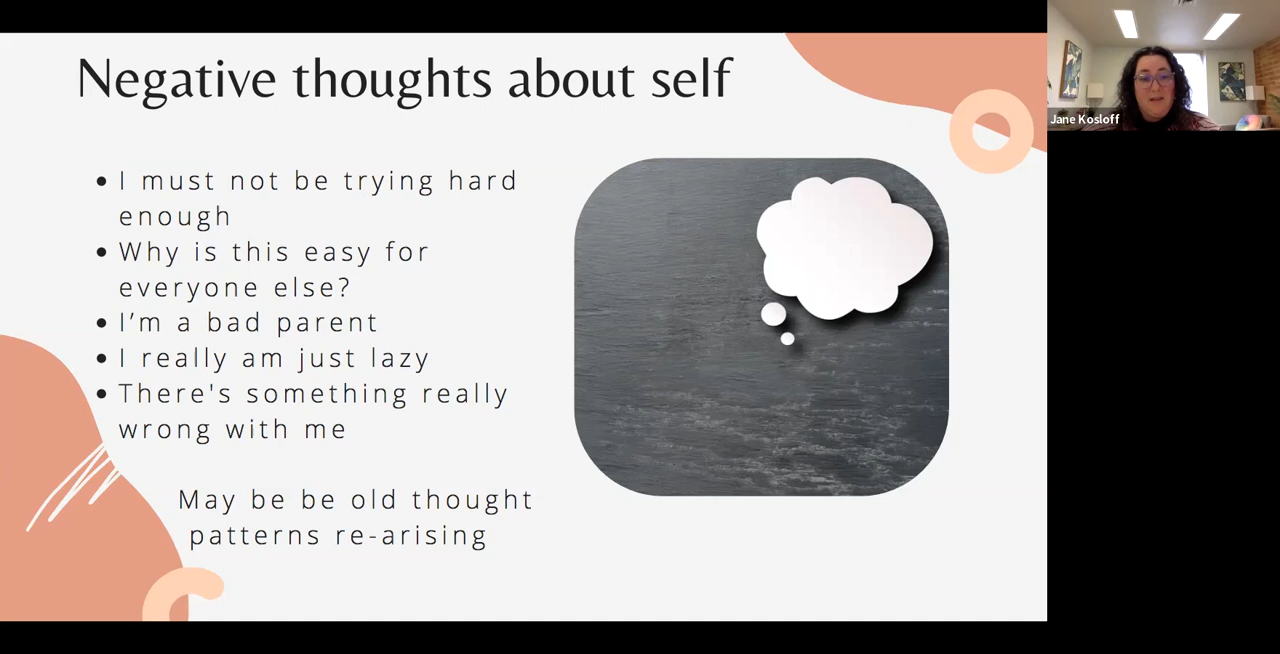 Negative thoughts about self
Jane Kosloff
• I must not be trying hard
enough
• Why is this easy for
everyone else?
• I’m a bad parent
• I really am just lazy
• There's something really
wrong with me
May be be old thought
patterns re-arising